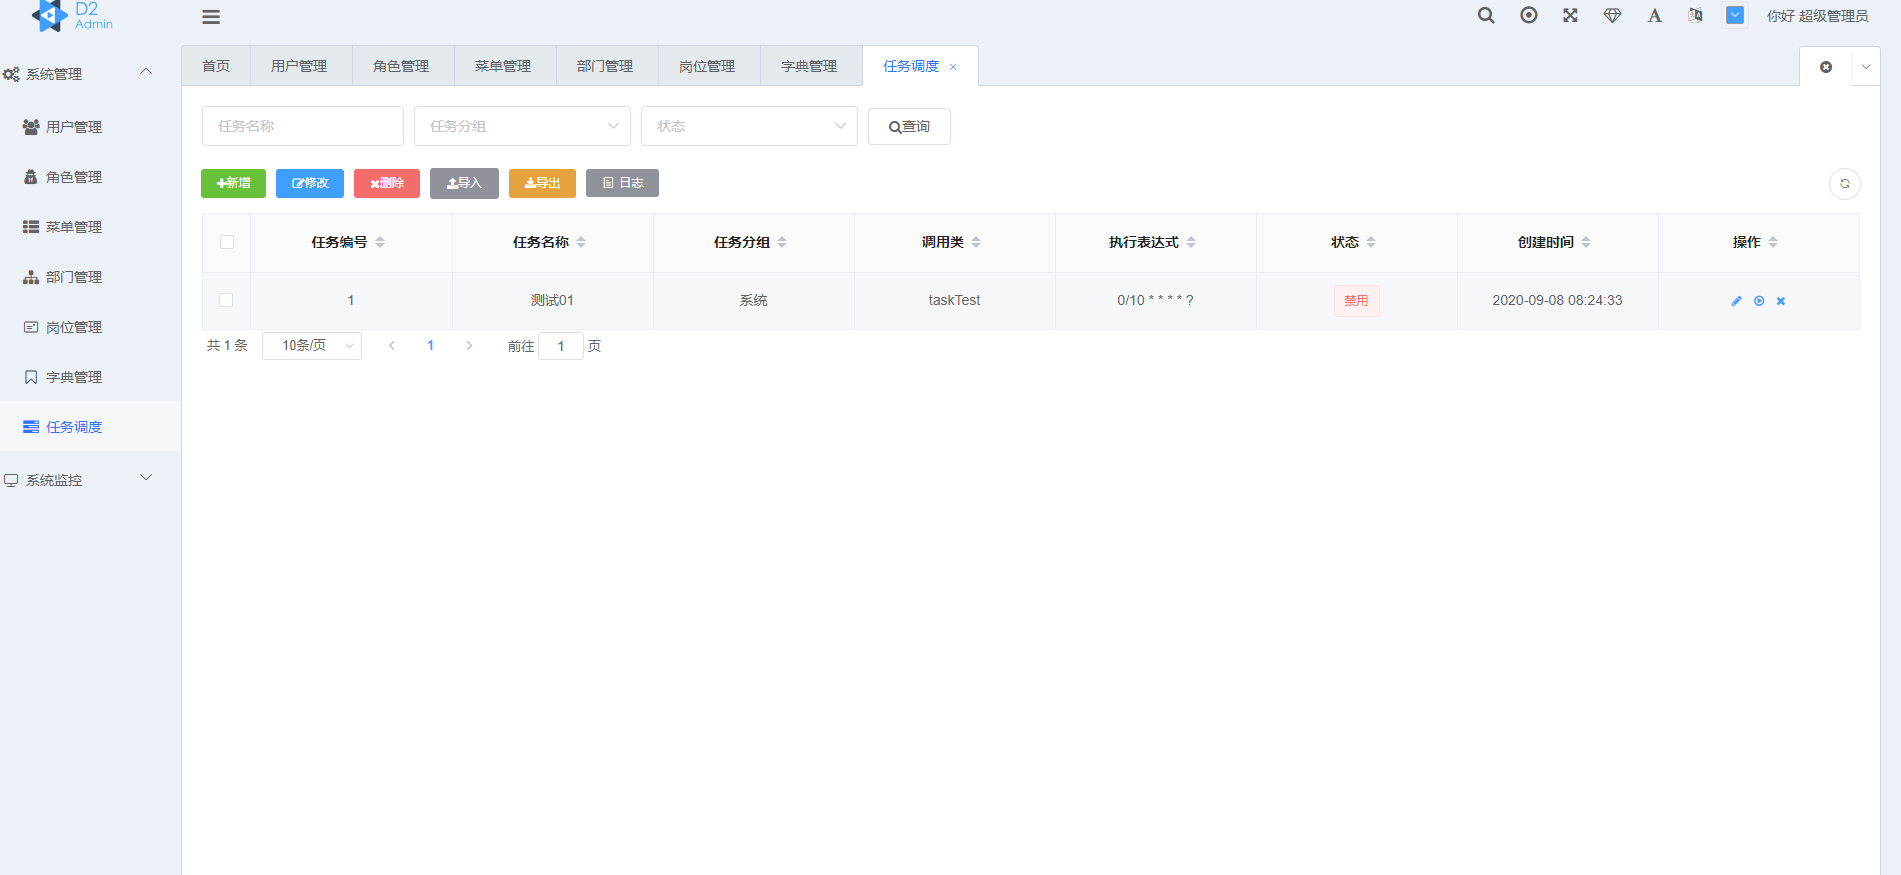 D2
Admin
你好 超级管理员
系统管理
用户管理
角色管理
菜单管理
部门管理
岗位管理
字典管理
任务调度
系统监控
首页 用户管理 角色管理 菜单管理 部门管理 岗位管理 字典管理 任务调度
任务名称 任务分组 状态 查询
新增 修改 删除 导入 导出 日志
任务编号 任务名称 任务分组 调用类 执行表达式 状态 创建时间 操作
1 测试01 系统 taskTest 0/10 * * * * ? 禁用 2020-09-08 08:24:33
共 1 条 10条/页 1 前往 1 页